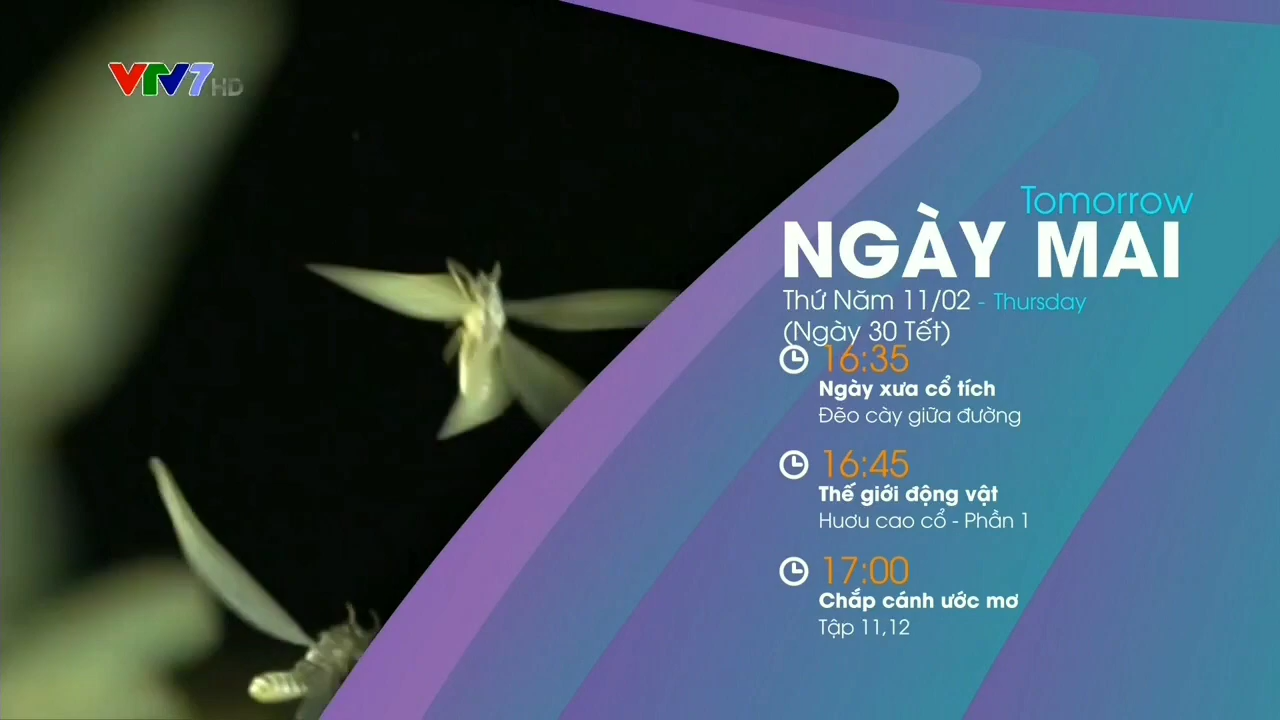 VTV7 HD
Tomorrow
NGÀY MAI
Thứ Năm 11/02 - Thursday
(Ngày 30 Tết)
16:35
Ngày xưa cổ tích
Đẽo cày giữa đường
16:45
Thế giới động vật
Hươu cao cổ - Phần 1
17:00
Chắp cánh ước mơ
Tập 11,12